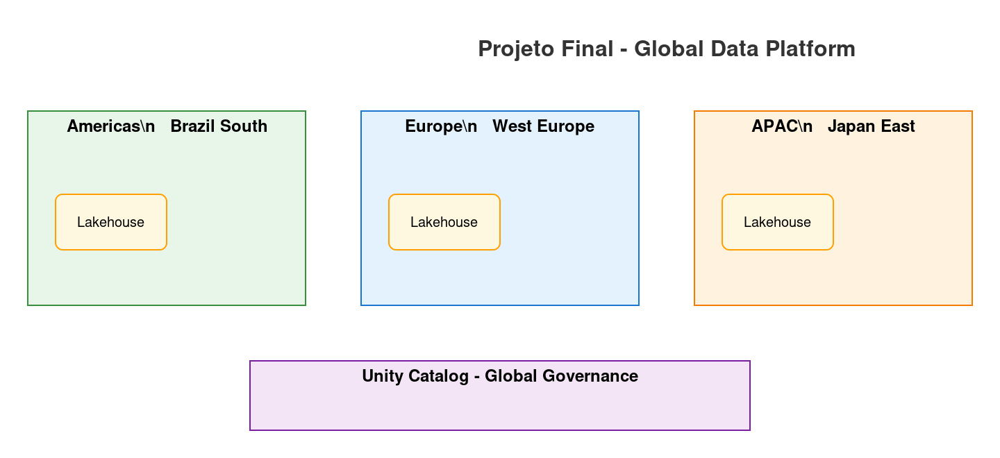 Projeto Final - Global Data Platform
Americas\n   Brazil South
Europe\n   West Europe
APAC\n   Japan East
Lakehouse
Lakehouse
Lakehouse
Unity Catalog - Global Governance